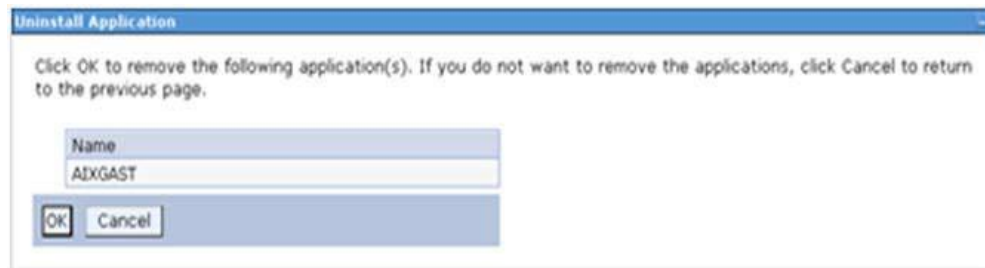 Uninstall Application
Click OK to remove the following application(s). If you do not want to remove the applications, click Cancel to return
to the previous page.
Name
AIXGAST
OK Cancel